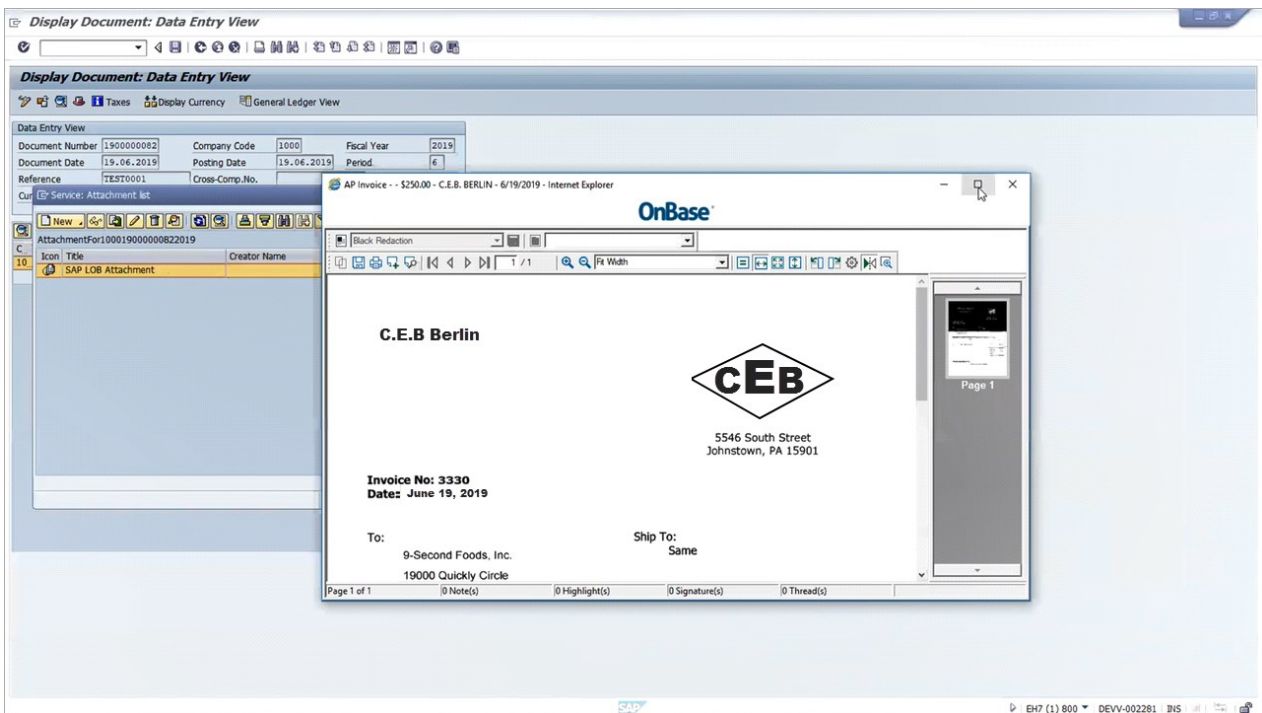 Display Document: Data Entry View
Display Document: Data Entry View
Taxes Display Currency General Ledger View
Data Entry View
Document Number 1900000082 Company Code 1000 Fiscal Year 2019
Document Date 19.06.2019 Posting Date 19.06.2019 Period 6
Reference TEST0001 Cross-Comp.No.
Cur
Service: Attachment list
New
AttachmentFor100019000000822019
Icon Title Creator Name
SAP LOB Attachment
C
10
AP Invoice - - $250.00 - C.E.B. BERLIN - 6/19/2019 - Internet Explorer
OnBase
Black Redaction
1 / 1 Fit Width
C.E.B Berlin
CEB
5546 South Street
Johnstown, PA 15901
Invoice No: 3330
Date: June 19, 2019
To: Ship To:
9-Second Foods, Inc. Same
19000 Quickly Circle
Page 1
Page 1 of 1 0 Note(s) 0 Highlight(s) 0 Signature(s) 0 Thread(s)
SAP EH7 (1) 800 DEVV-002281 INS